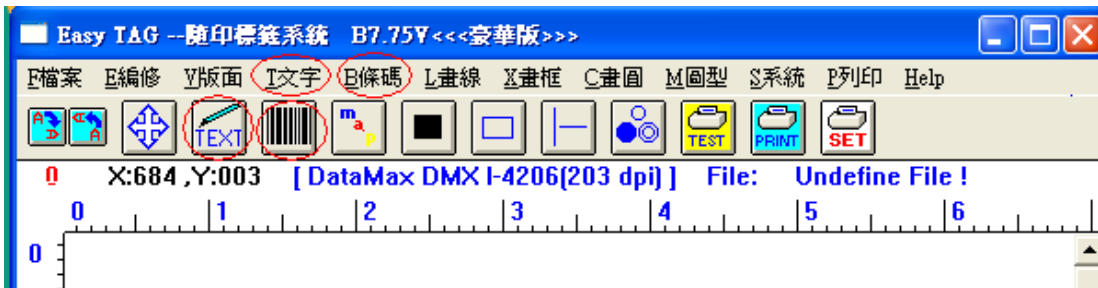 Easy TAG --隨印標籤系統 B7.75Y<<<豪華版>>>
F檔案 E編修 V版面 T文字 B條碼 L畫線 X畫框 C畫圓 M圖型 S系統 P列印 Help
A D A TEXT map TEST PRINT SET
0 X:684 ,Y:003 [ DataMax DMX I-4206(203 dpi) ] File: Undefine File !
0 1 2 3 4 5 6
0